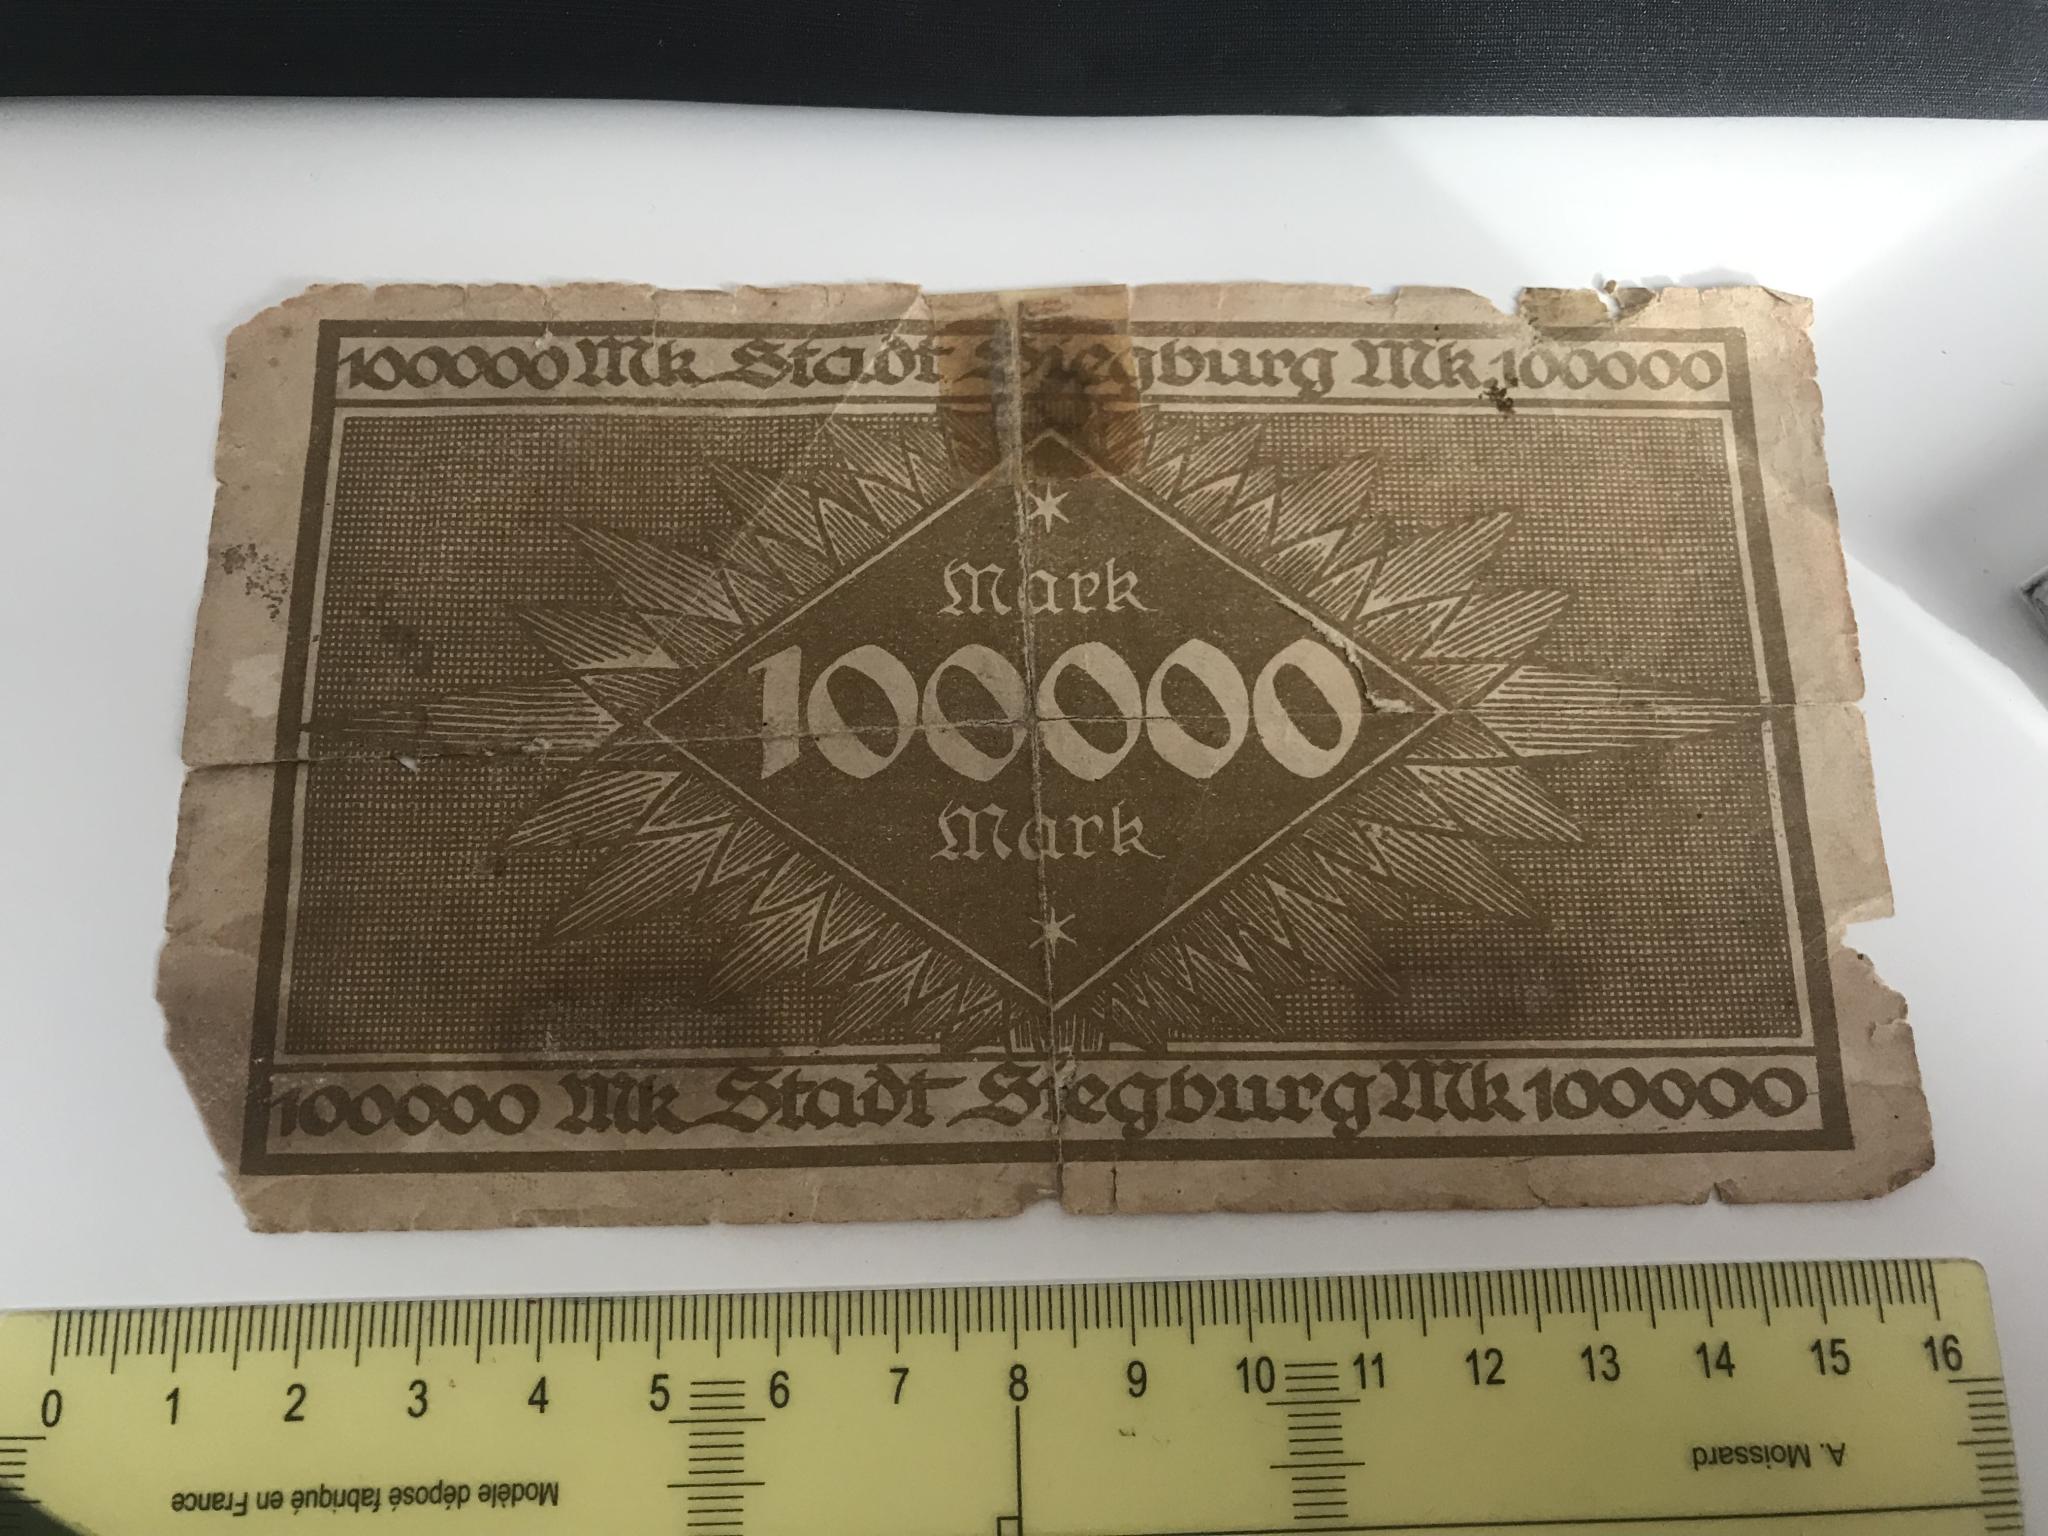 100000 Mk Stadt Siegburg Mk 100000
Mark
100000
Mark
100000 Mk Stadt Siegburg Mk 100000
0 1 2 3 4 5 6 7 8 9 10 11 12 13 14 15 16
A. Moissard
Modèle déposé fabriqué en France